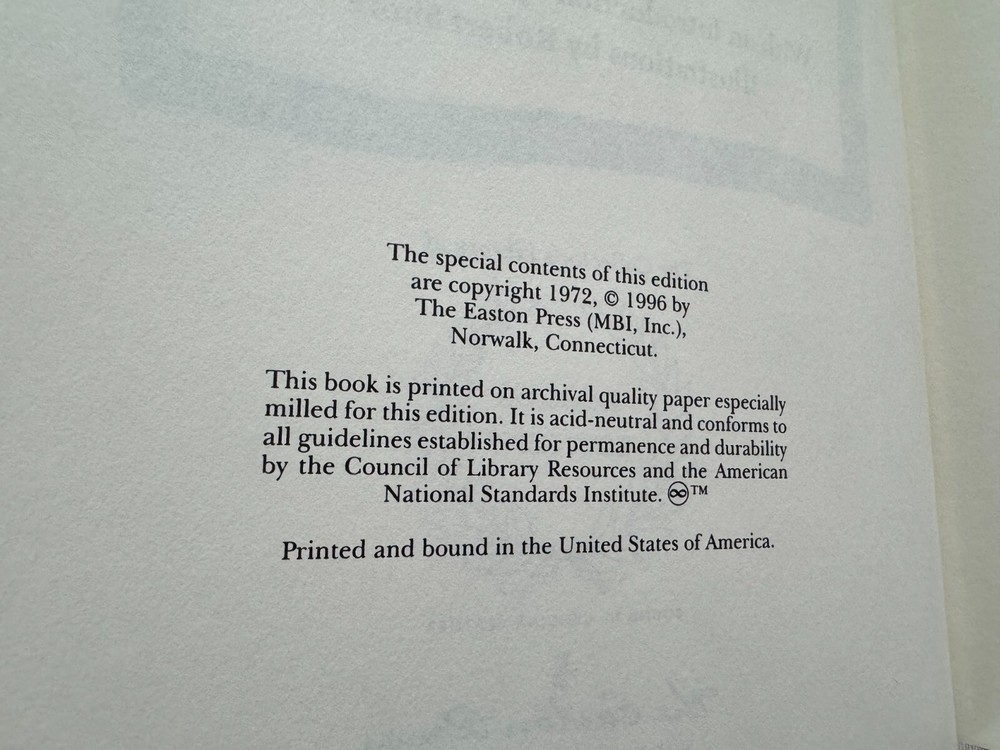 The special contents of this edition
are copyright 1972, © 1996 by
The Easton Press (MBI, Inc.),
Norwalk, Connecticut.
This book is printed on archival quality paper especially
milled for this edition. It is acid-neutral and conforms to
all guidelines established for permanence and durability
by the Council of Library Resources and the American
National Standards Institute. ♾™
Printed and bound in the United States of America.